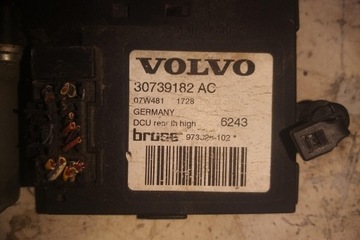 VOLVO
30739182 AC
07W481 1728
GERMANY
DCU rear lh high 6243
brose